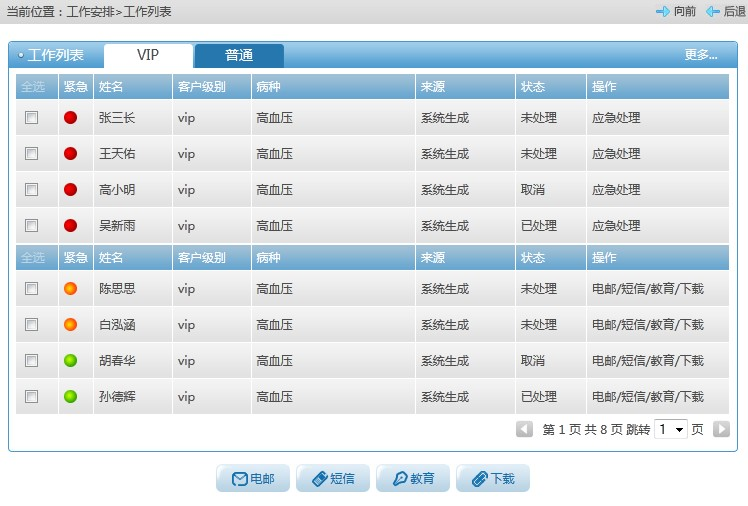 当前位置：工作安排>工作列表 向前 后退
工作列表 VIP 普通 更多...
全选 紧急 姓名 客户级别 病种 来源 状态 操作
张三长 vip 高血压 系统生成 未处理 应急处理
王天佑 vip 高血压 系统生成 未处理 应急处理
高小明 vip 高血压 系统生成 取消 应急处理
吴新雨 vip 高血压 系统生成 已处理 应急处理
全选 紧急 姓名 客户级别 病种 来源 状态 操作
陈思思 vip 高血压 系统生成 未处理 电邮/短信/教育/下载
白泓涵 vip 高血压 系统生成 未处理 电邮/短信/教育/下载
胡春华 vip 高血压 系统生成 取消 电邮/短信/教育/下载
孙德辉 vip 高血压 系统生成 已处理 电邮/短信/教育/下载
第 1 页 共 8 页 跳转 1 页
电邮 短信 教育 下载